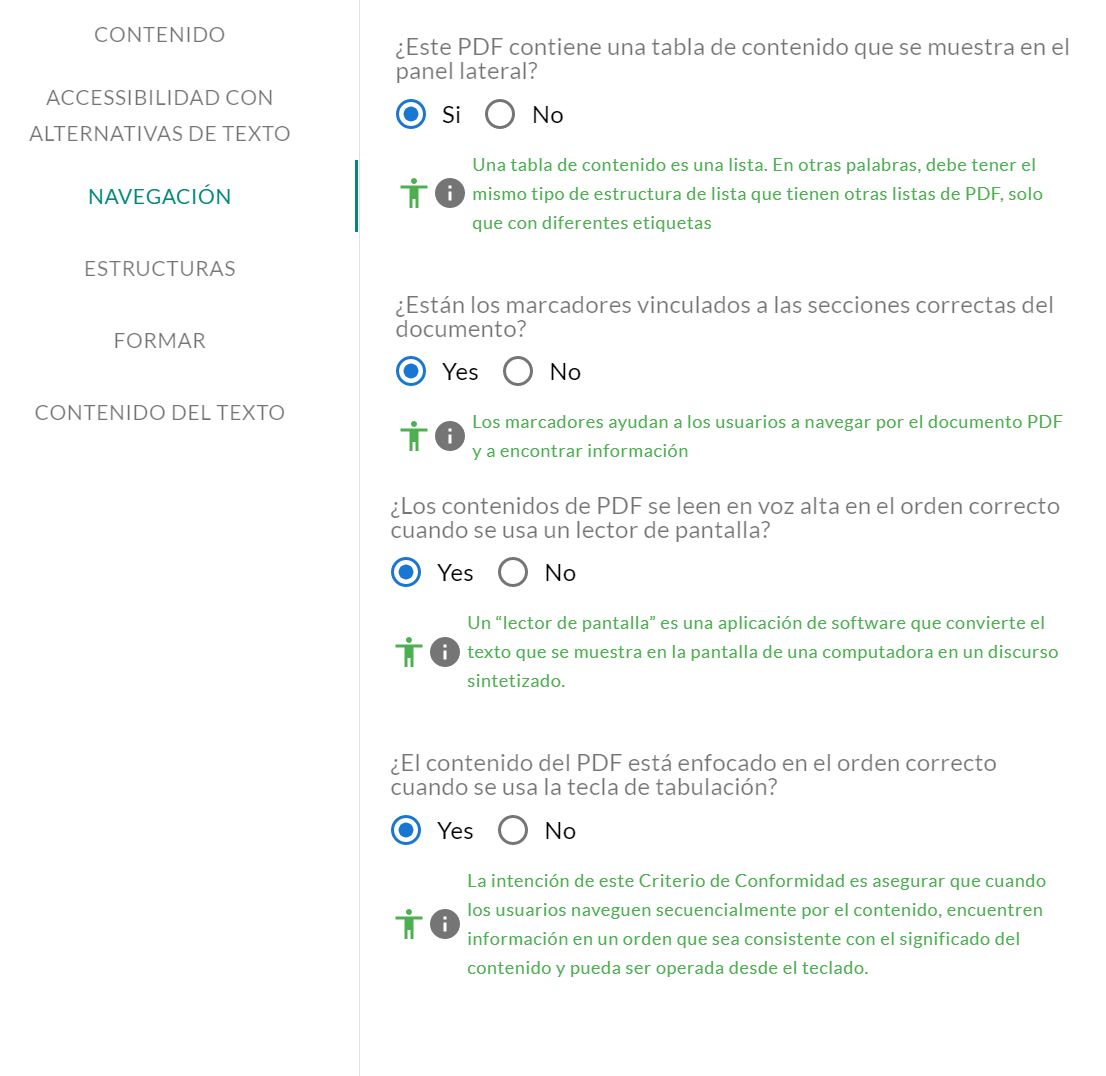 CONTENIDO
ACCESSIBILIDAD CON
ALTERNATIVAS DE TEXTO
NAVEGACIÓN
ESTRUCTURAS
FORMAR
CONTENIDO DEL TEXTO
¿Este PDF contiene una tabla de contenido que se muestra en el
panel lateral?
Si No
Una tabla de contenido es una lista. En otras palabras, debe tener el
mismo tipo de estructura de lista que tienen otras listas de PDF, solo
que con diferentes etiquetas
¿Están los marcadores vinculados a las secciones correctas del
documento?
Yes No
Los marcadores ayudan a los usuarios a navegar por el documento PDF
y a encontrar información
¿Los contenidos de PDF se leen en voz alta en el orden correcto
cuando se usa un lector de pantalla?
Yes No
Un “lector de pantalla” es una aplicación de software que convierte el
texto que se muestra en la pantalla de una computadora en un discurso
sintetizado.
¿El contenido del PDF está enfocado en el orden correcto
cuando se usa la tecla de tabulación?
Yes No
La intención de este Criterio de Conformidad es asegurar que cuando
los usuarios naveguen secuencialmente por el contenido, encuentren
información en un orden que sea consistente con el significado del
contenido y pueda ser operada desde el teclado.